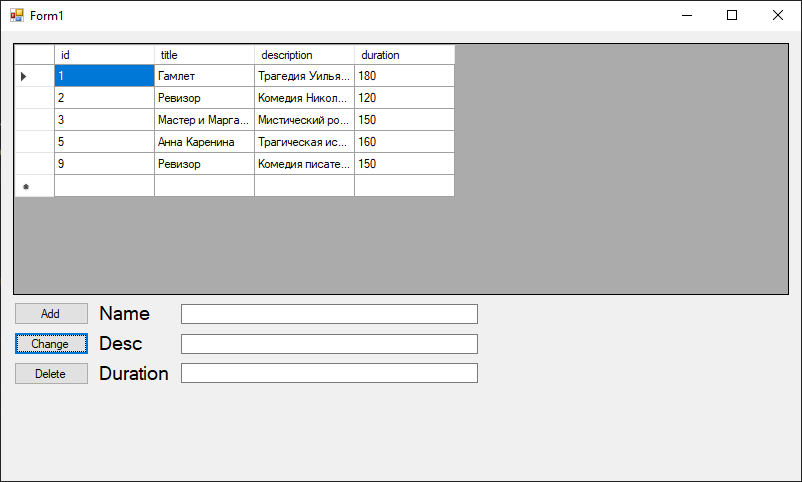 Form1
id title description duration
1 Гамлет Трагедия Уилья... 180
2 Ревизор Комедия Никол... 120
3 Мастер и Марга... Мистический ро... 150
5 Анна Каренина Трагическая ис... 160
9 Ревизор Комедия писате... 150
Add Name
Change Desc
Delete Duration